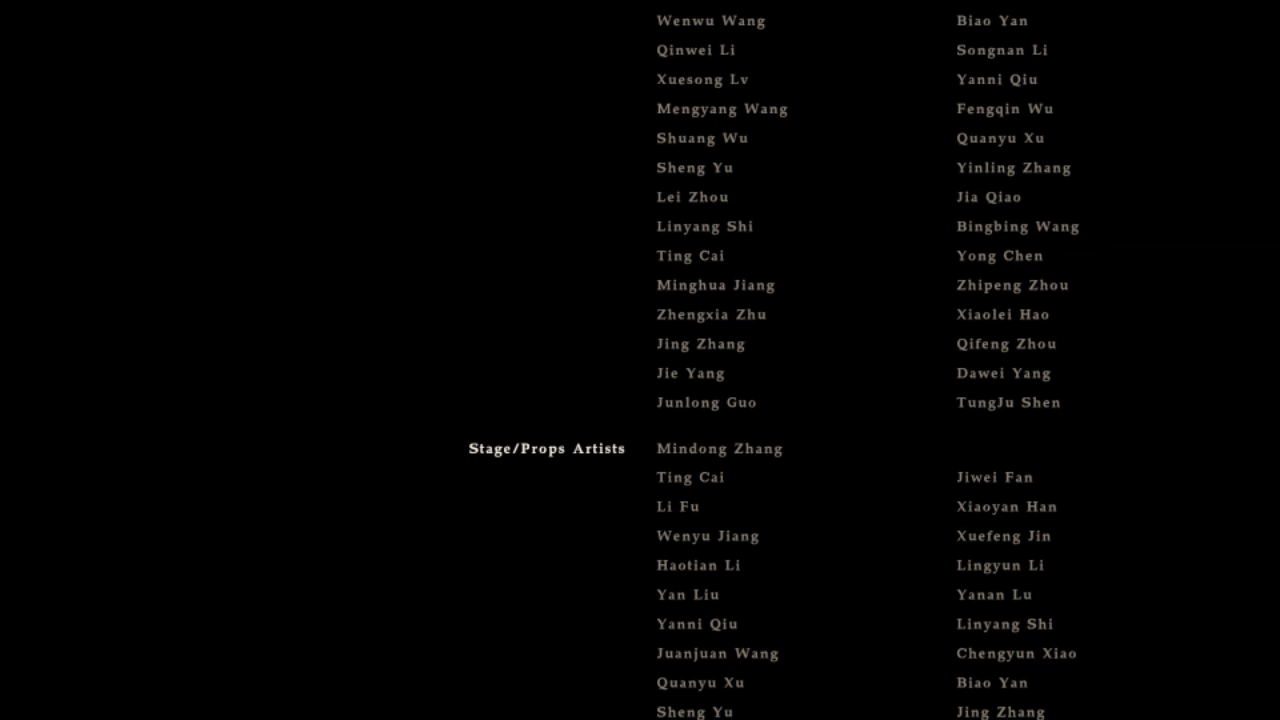 Wenwu Wang Biao Yan
Qinwei Li Songnan Li
Xuesong Lv Yanni Qiu
Mengyang Wang Fengqin Wu
Shuang Wu Quanyu Xu
Sheng Yu Yinling Zhang
Lei Zhou Jia Qiao
Linyang Shi Bingbing Wang
Ting Cai Yong Chen
Minghua Jiang Zhipeng Zhou
Zhengxia Zhu Xiaolei Hao
Jing Zhang Qifeng Zhou
Jie Yang Dawei Yang
Junlong Guo TungJu Shen
Stage/Props Artists Mindong Zhang
Ting Cai Jiwei Fan
Li Fu Xiaoyan Han
Wenyu Jiang Xuefeng Jin
Haotian Li Lingyun Li
Yan Liu Yanan Lu
Yanni Qiu Linyang Shi
Juanjuan Wang Chengyun Xiao
Quanyu Xu Biao Yan
Sheng Yu Jing Zhang